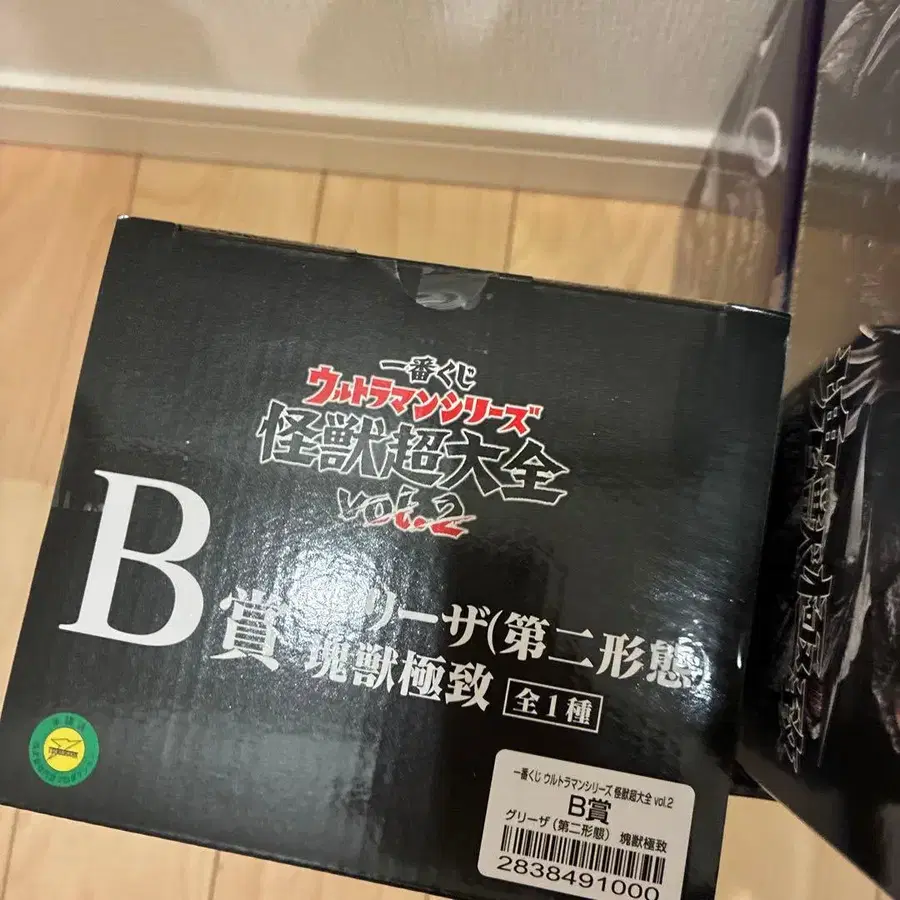 一番くじ
ウルトラマンシリーズ
怪獣超大全
vol.2
B賞
リーザ(第二形態)
塊獣極致 全1種
一番くじ ウルトラマンシリーズ 怪獣超大全 vol.2
B賞
グリーザ (第二形態) 塊獣極致
2838491000